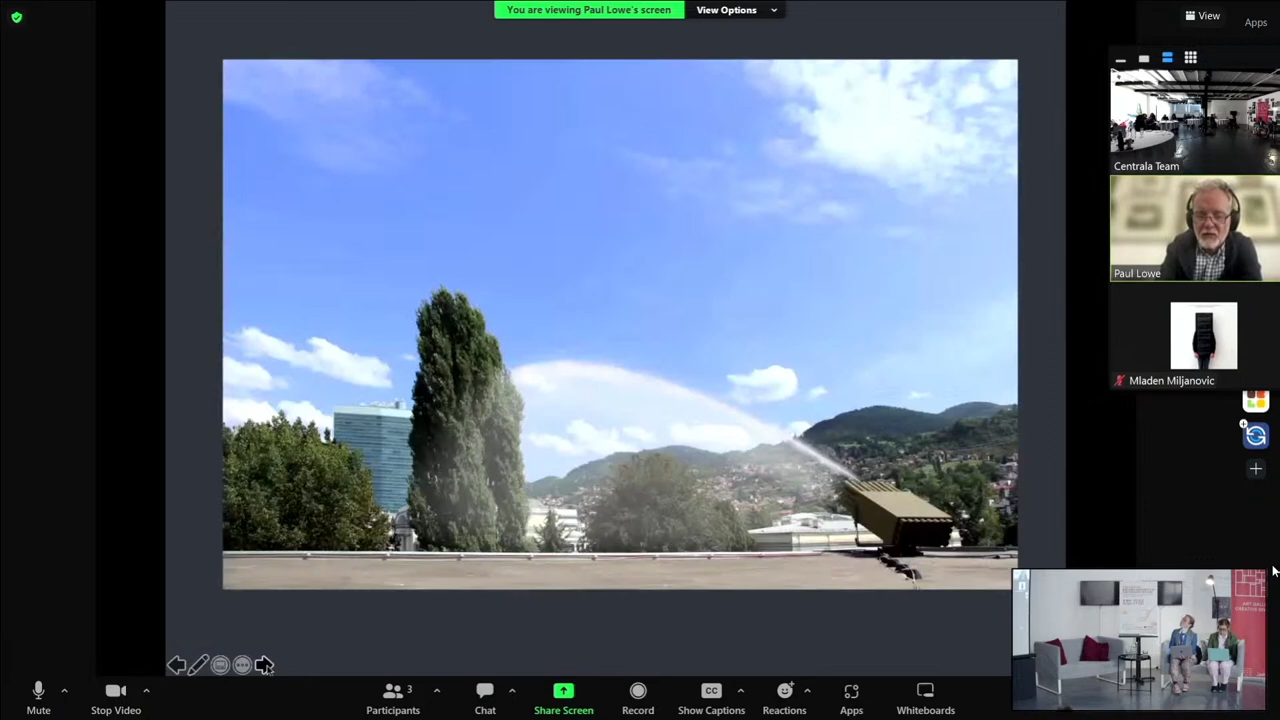 You are viewing Paul Lowe's screen
View Options
View
Apps
Centrala Team
Paul Lowe
Mladen Miljanovic
Mute
Stop Video
Participants
3
Chat
Share Screen
Record
CC
Show Captions
Reactions
Apps
Whiteboards